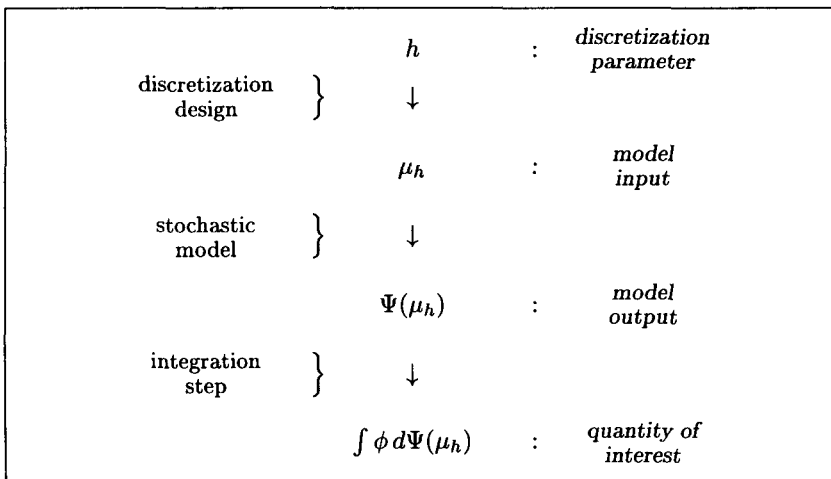 h : discretization
parameter
discretization
design } ↓
μ_h : model
input
stochastic
model } ↓
Ψ(μ_h) : model
output
integration
step } ↓
∫ φ dΨ(μ_h) : quantity of
interest